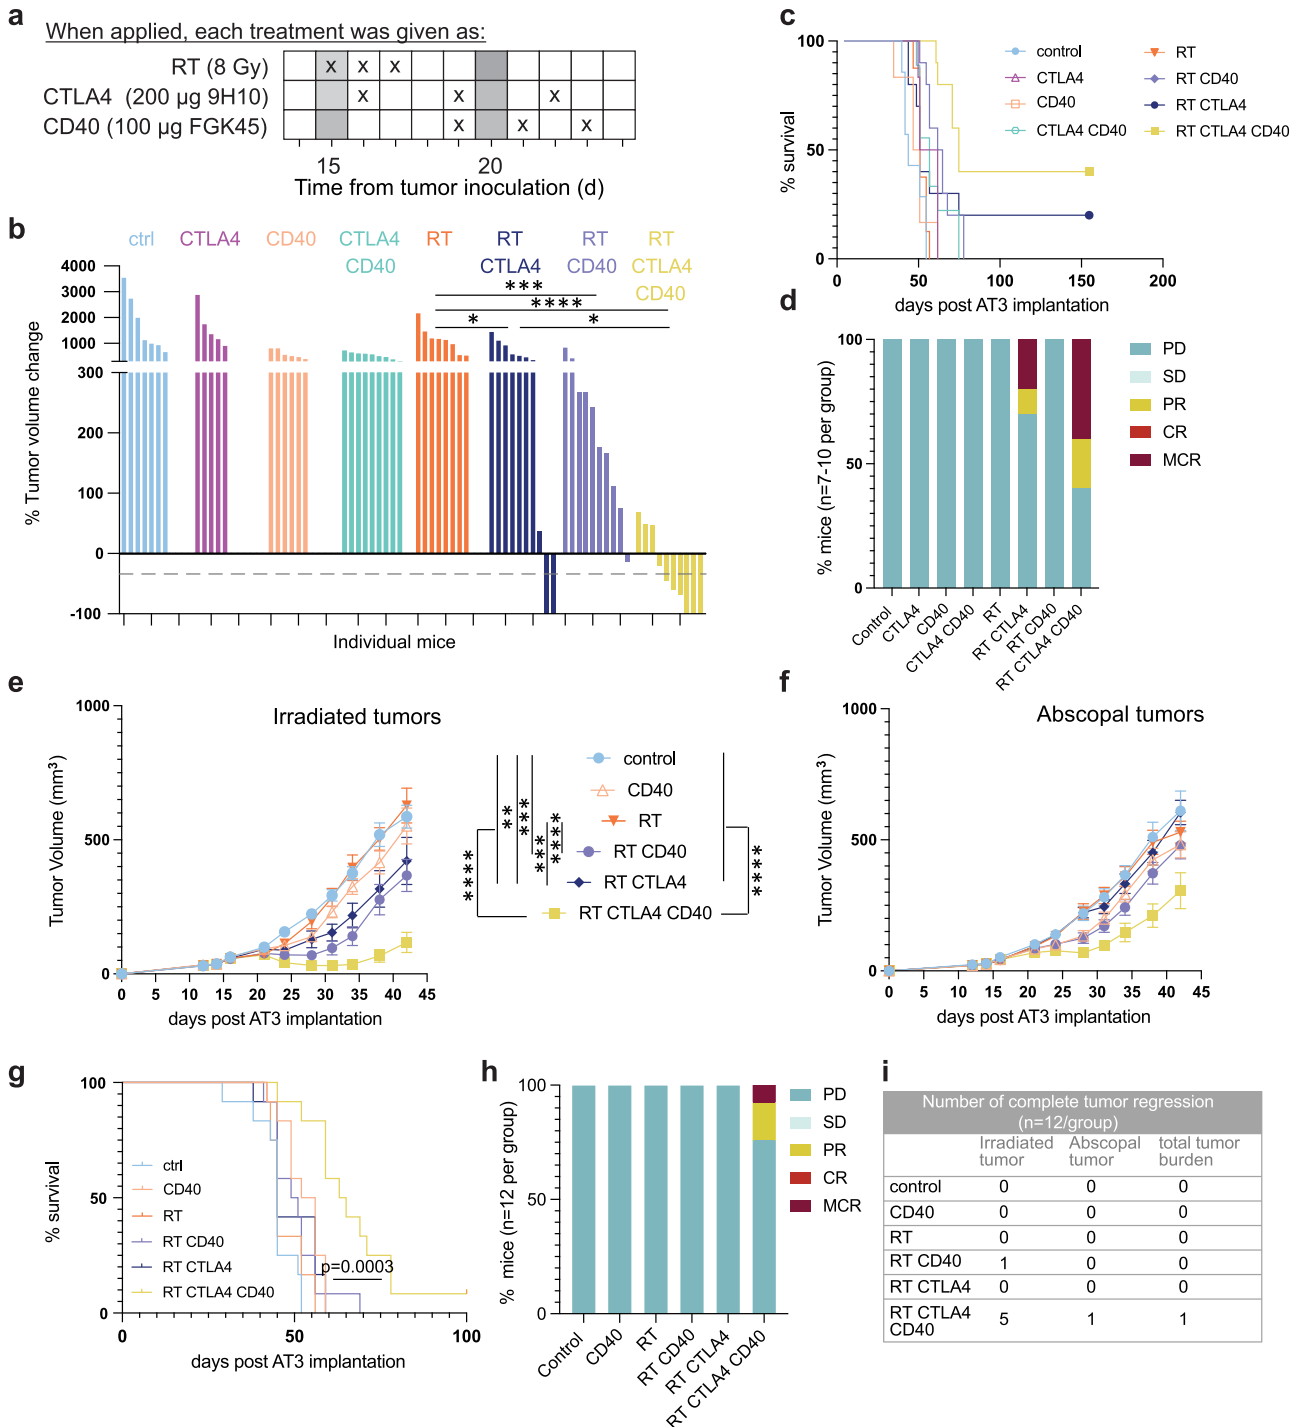 a
When applied, each treatment was given as:
RT (8 Gy)
x x x
CTLA4 (200 µg 9H10)
x x x
CD40 (100 µg FGK45)
x x x
15 20
Time from tumor inoculation (d)
b
ctrl CTLA4 CD40 CTLA4 CD40 RT RT CTLA4 RT CD40 RT CTLA4 CD40
***
****
* *
4000
3000
2000
1000
300
200
100
0
-100
% Tumor volume change
Individual mice
c
100
50
0
% survival
0 50 100 150 200
days post AT3 implantation
control
CTLA4
CD40
CTLA4 CD40
RT
RT CD40
RT CTLA4
RT CTLA4 CD40
d
100
50
0
% mice (n=7-10 per group)
Control
CTLA4
CD40
CTLA4 CD40
RT
RT CTLA4
RT CD40
RT CTLA4 CD40
PD
SD
PR
CR
MCR
e
Irradiated tumors
1000
500
0
Tumor Volume (mm³)
0 5 10 15 20 25 30 35 40 45
days post AT3 implantation
control
CD40
RT
RT CD40
RT CTLA4
RT CTLA4 CD40
****
**
***
***
****
****
f
Abscopal tumors
1000
500
0
Tumor Volume (mm³)
0 5 10 15 20 25 30 35 40 45
days post AT3 implantation
g
100
50
0
% survival
ctrl
CD40
RT
RT CD40
RT CTLA4
RT CTLA4 CD40
p=0.0003
0 50 100
days post AT3 implantation
h
100
50
0
% mice (n=12 per group)
Control
CD40
RT
RT CD40
RT CTLA4
RT CTLA4 CD40
PD
SD
PR
CR
MCR
i
Number of complete tumor regression
(n=12/group)
Irradiated tumor Abscopal tumor total tumor burden
control 0 0 0
CD40 0 0 0
RT 0 0 0
RT CD40 1 0 0
RT CTLA4 0 0 0
RT CTLA4 CD40 5 1 1